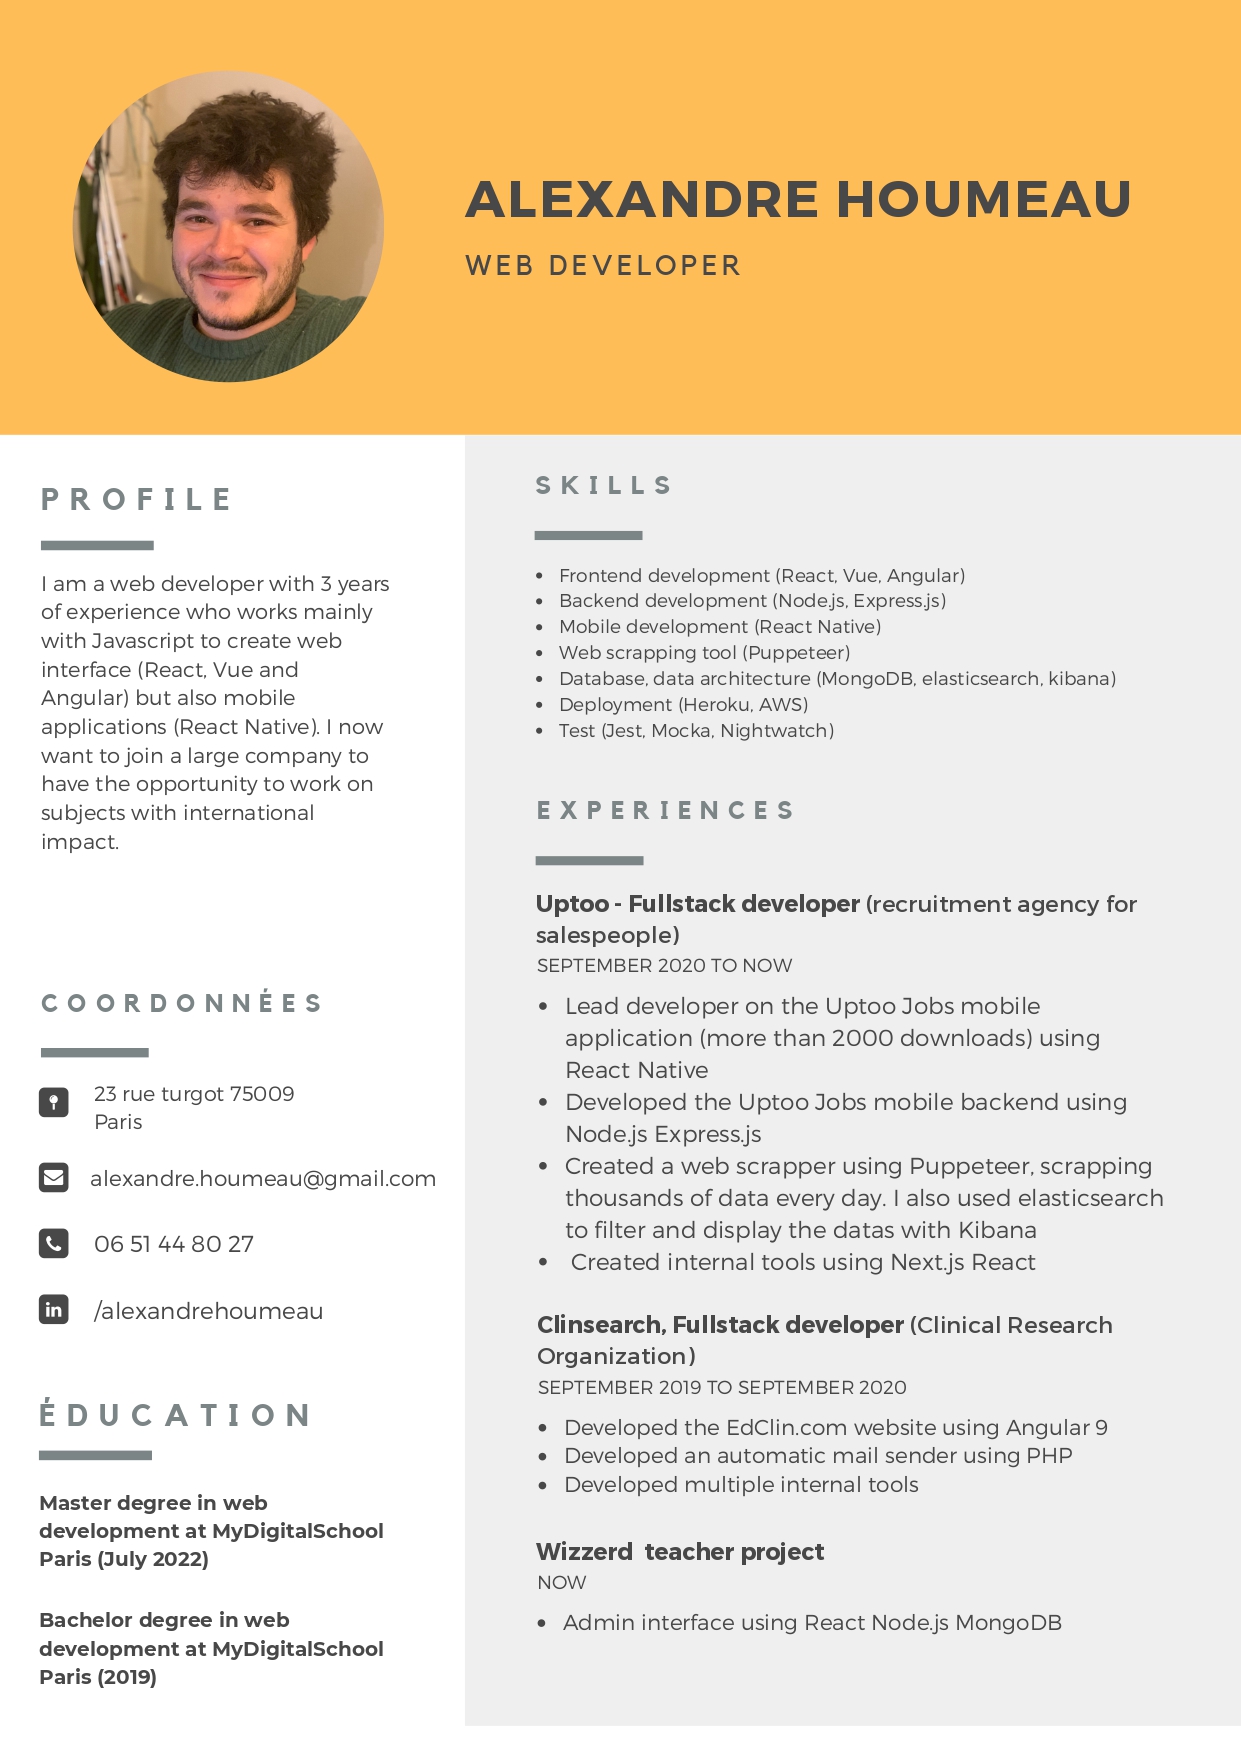 ALEXANDRE HOUMEAU
WEB DEVELOPER
PROFILE
I am a web developer with 3 years
of experience who works mainly
with Javascript to create web
interface (React, Vue and
Angular) but also mobile
applications (React Native). I now
want to join a large company to
have the opportunity to work on
subjects with international
impact.
COORDONNÉES
23 rue turgot 75009
Paris
alexandre.houmeau@gmail.com
06 51 44 80 27
in
/alexandrehoumeau
ÉDUCATION
Master degree in web
development at MyDigitalSchool
Paris (July 2022)
Bachelor degree in web
development at MyDigitalSchool
Paris (2019)
SKILLS
• Frontend development (React, Vue, Angular)
• Backend development (Node.js, Express.js)
• Mobile development (React Native)
• Web scrapping tool (Puppeteer)
• Database, data architecture (MongoDB, elasticsearch, kibana)
• Deployment (Heroku, AWS)
• Test (Jest, Mocka, Nightwatch)
EXPERIENCES
Uptoo - Fullstack developer (recruitment agency for
salespeople)
SEPTEMBER 2020 TO NOW
• Lead developer on the Uptoo Jobs mobile
application (more than 2000 downloads) using
React Native
• Developed the Uptoo Jobs mobile backend using
Node.js Express.js
• Created a web scrapper using Puppeteer, scrapping
thousands of data every day. I also used elasticsearch
to filter and display the datas with Kibana
• Created internal tools using Next.js React
Clinsearch, Fullstack developer (Clinical Research
Organization)
SEPTEMBER 2019 TO SEPTEMBER 2020
• Developed the EdClin.com website using Angular 9
• Developed an automatic mail sender using PHP
• Developed multiple internal tools
Wizzerd teacher project
NOW
• Admin interface using React Node.js MongoDB